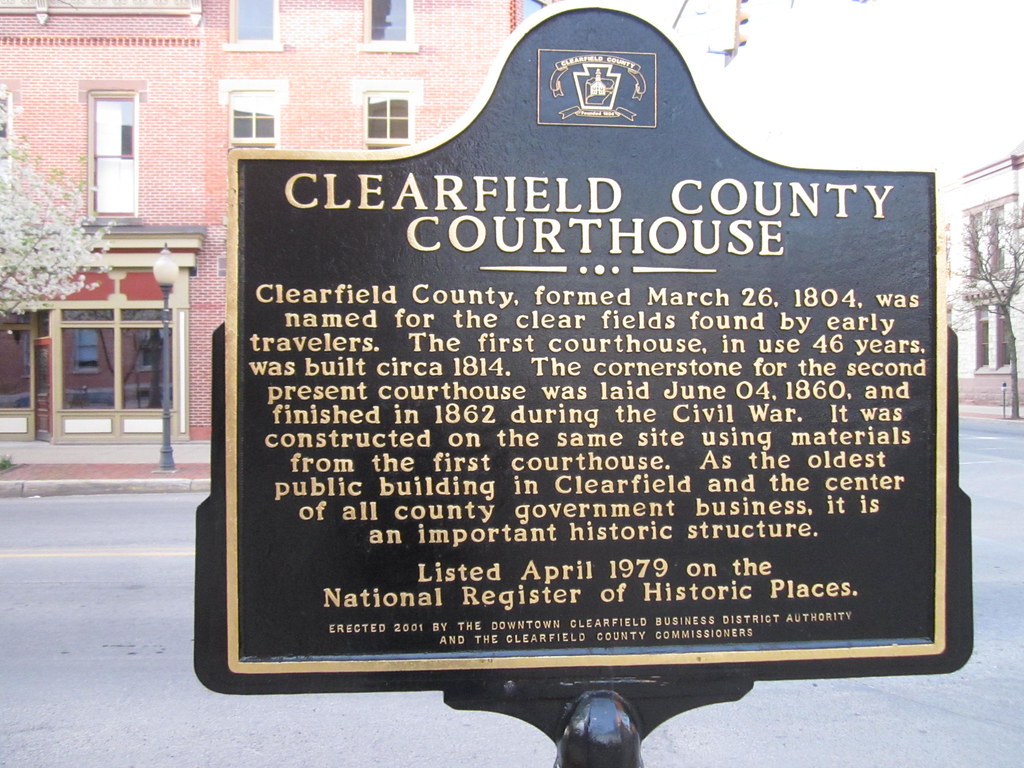 CLEARFIELD COUNTY
Founded 1804
CLEARFIELD COUNTY
COURTHOUSE
Clearfield County, formed March 26, 1804, was
named for the clear fields found by early
travelers. The first courthouse, in use 46 years,
was built circa 1814. The cornerstone for the second
present courthouse was laid June 04, 1860, and
finished in 1862 during the Civil War. It was
constructed on the same site using materials
from the first courthouse. As the oldest
public building in Clearfield and the center
of all county government business, it is
an important historic structure.
Listed April 1979 on the
National Register of Historic Places.
ERECTED 2001 BY THE DOWNTOWN CLEARFIELD BUSINESS DISTRICT AUTHORITY
AND THE CLEARFIELD COUNTY COMMISSIONERS